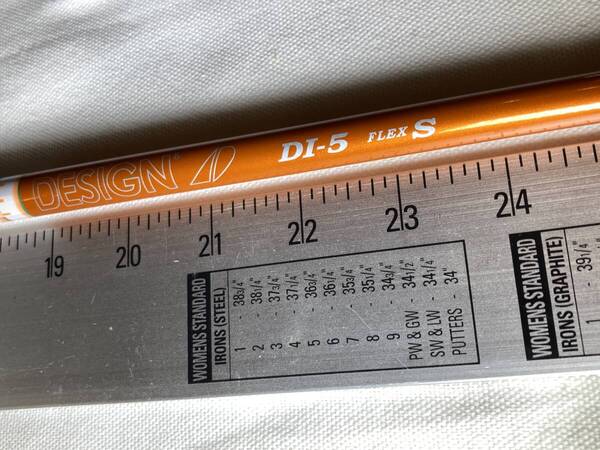 DESIGN
DI-5 FLEX S
19 20 21 22 23 24
WOMENS STANDARD
IRONS (STEEL)
1 - 38 3/4"
2 - 38 1/4"
3 - 37 3/4"
4 - 37 1/4"
5 - 36 3/4"
6 - 36 1/4"
7 - 35 3/4"
8 - 35 1/4"
9 - 34 3/4"
PW & GW - 34 1/2"
SW & LW - 34 1/4"
PUTTERS - 34"
WOMENS STANDARD
IRONS (GRAPHITE)
1 - 39 1/4"